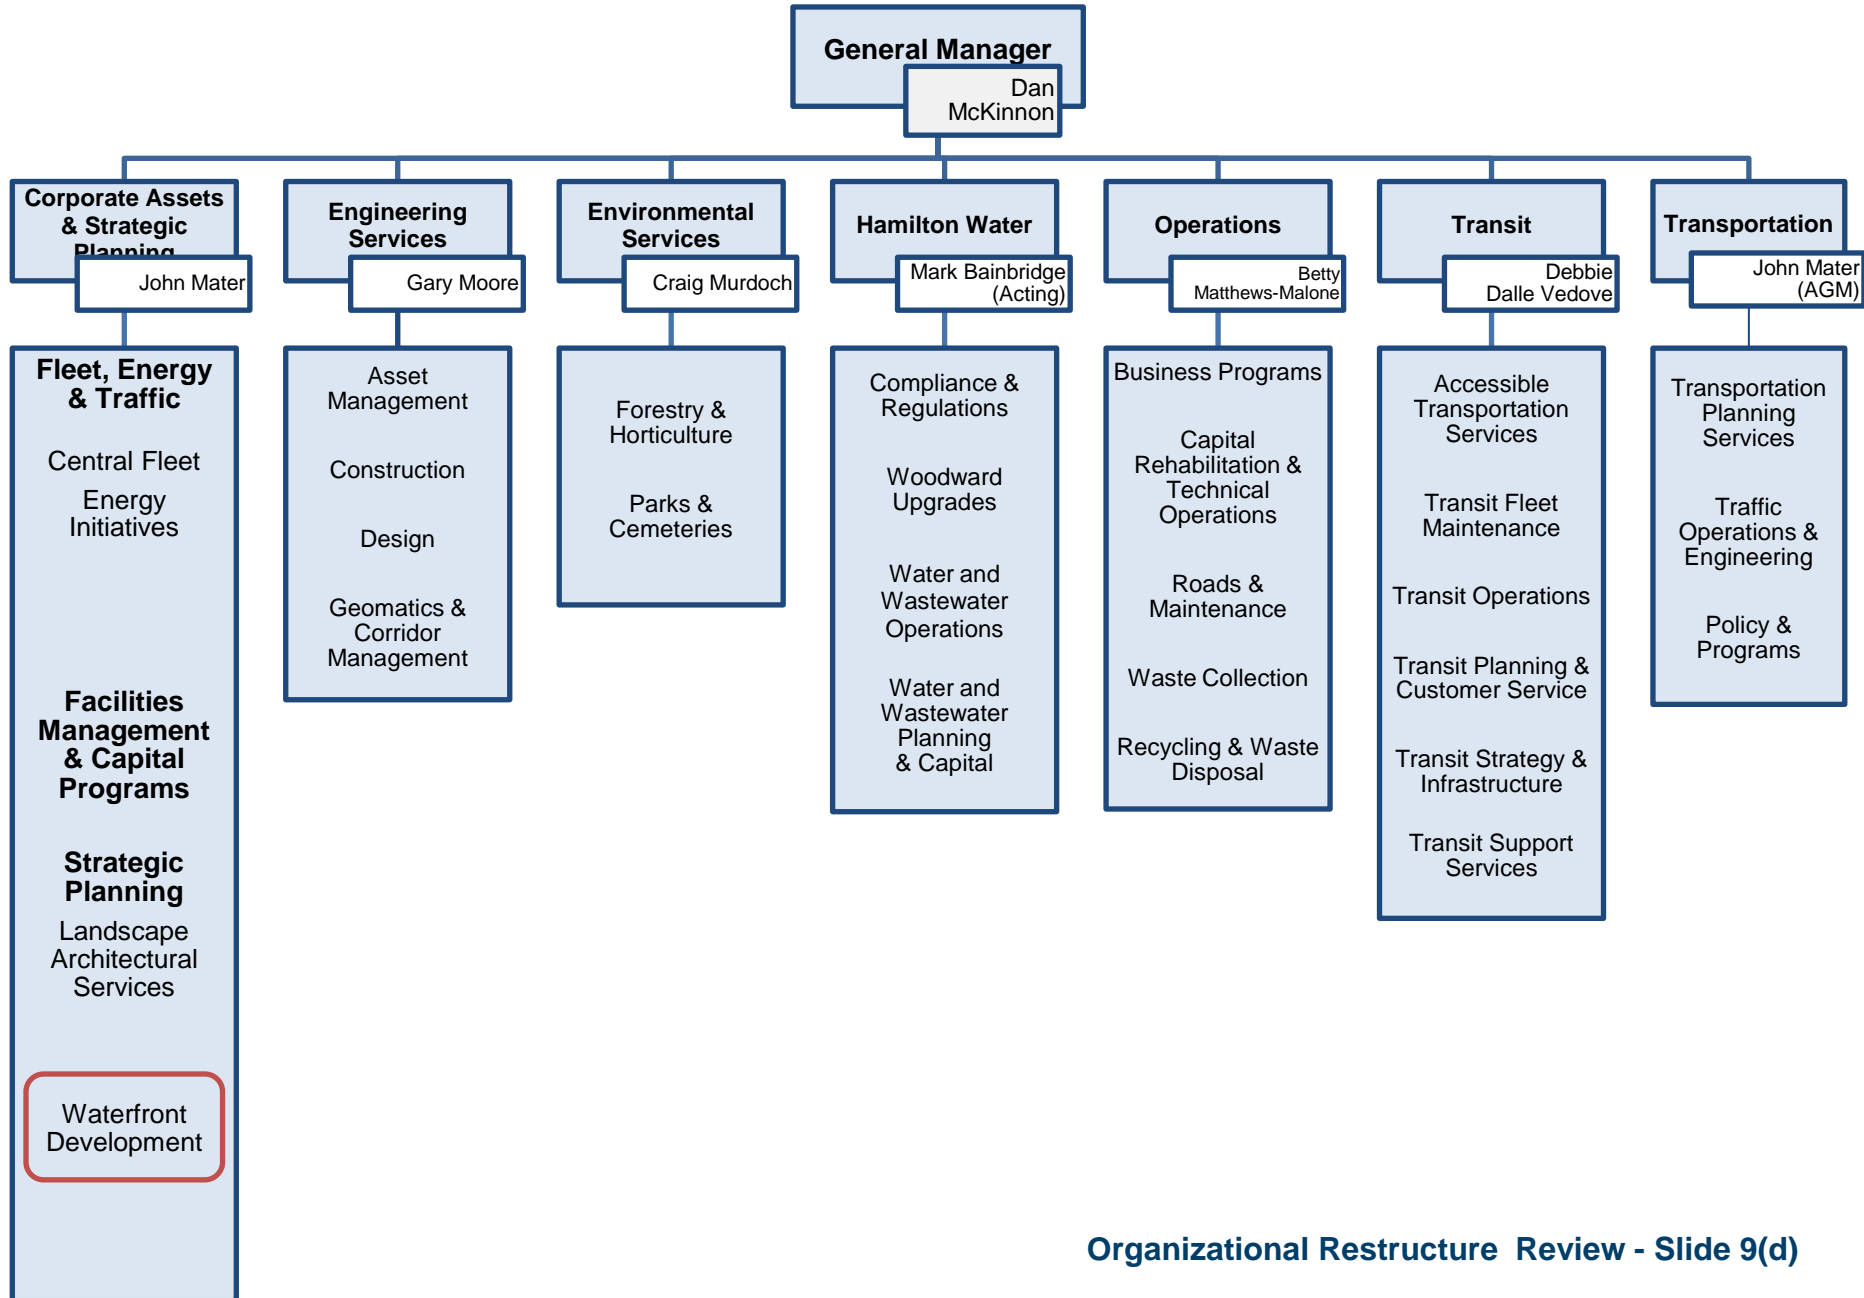 General Manager
Dan
McKinnon
Corporate Assets
& Strategic
Planning
John Mater
Engineering
Services
Gary Moore
Environmental
Services
Craig Murdoch
Hamilton Water
Mark Bainbridge
(Acting)
Operations
Betty
Matthews-Malone
Transit
Debbie
Dalle Vedove
Transportation
John Mater
(AGM)
Fleet, Energy
& Traffic
Central Fleet
Energy
Initiatives
Facilities
Management
& Capital
Programs
Strategic
Planning
Landscape
Architectural
Services
Waterfront
Development
Asset
Management
Construction
Design
Geomatics &
Corridor
Management
Forestry &
Horticulture
Parks &
Cemeteries
Compliance &
Regulations
Woodward
Upgrades
Water and
Wastewater
Operations
Water and
Wastewater
Planning
& Capital
Business Programs
Capital
Rehabilitation &
Technical
Operations
Roads &
Maintenance
Waste Collection
Recycling & Waste
Disposal
Accessible
Transportation
Services
Transit Fleet
Maintenance
Transit Operations
Transit Planning &
Customer Service
Transit Strategy &
Infrastructure
Transit Support
Services
Transportation
Planning
Services
Traffic
Operations &
Engineering
Policy &
Programs
Organizational Restructure  Review - Slide 9(d)